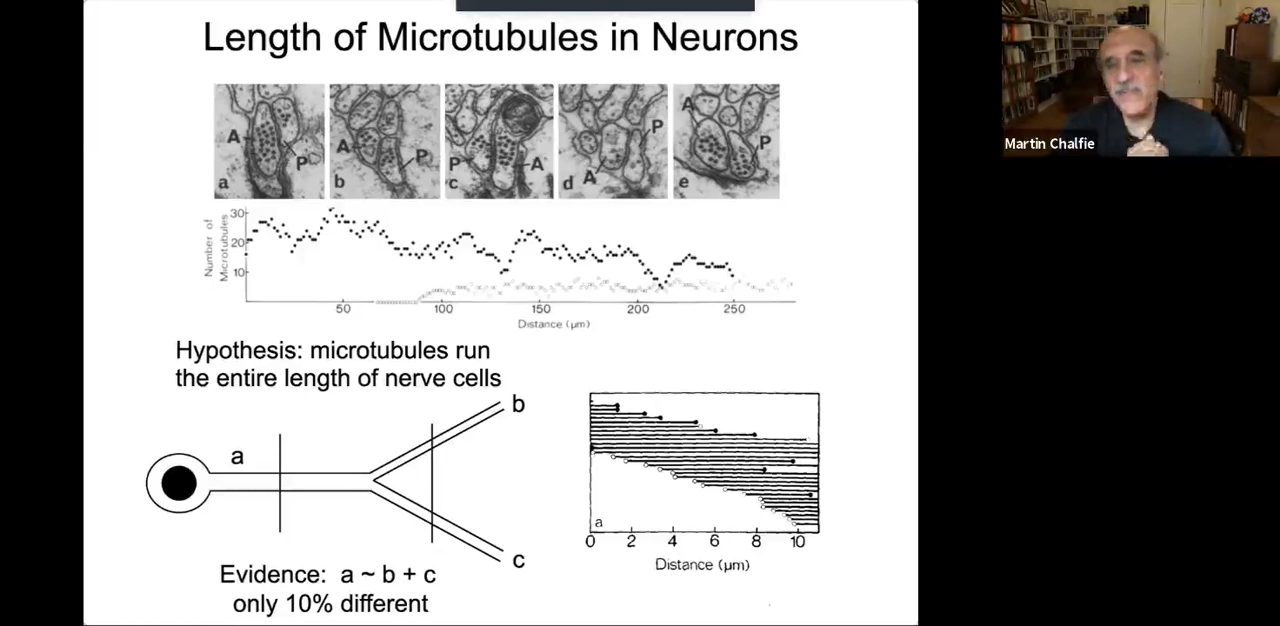 Length of Microtubules in Neurons
A
P
a
A
P
b
P
A
c
P
A
d
A
P
e
Number of
Microtubules
30
20
10
50
100
150
200
250
Distance (µm)
Hypothesis: microtubules run
the entire length of nerve cells
a
b
c
Evidence: a ~ b + c
only 10% different
a
0 2 4 6 8 10
Distance (µm)
Martin Chalfie